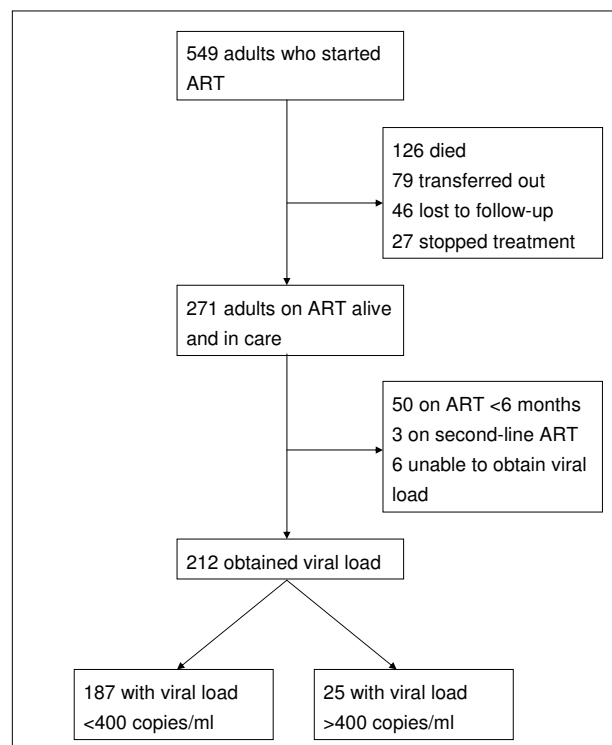 549 adults who started
ART
126 died
79 transferred out
46 lost to follow-up
27 stopped treatment
271 adults on ART alive
and in care
50 on ART <6 months
3 on second-line ART
6 unable to obtain viral
load
212 obtained viral load
187 with viral load
<400 copies/ml
25 with viral load
>400 copies/ml